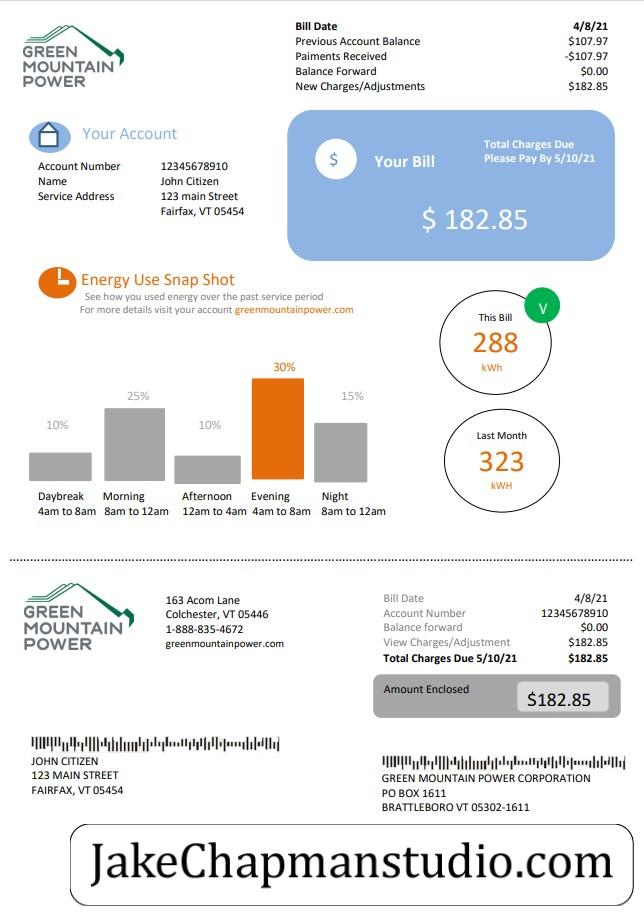 GREEN
MOUNTAIN
POWER
Bill Date 4/8/21
Previous Account Balance $107.97
Paiments Received -$107.97
Balance Forward $0.00
New Charges/Adjustments $182.85
Your Account
Account Number 12345678910
Name John Citizen
Service Address 123 main Street
Fairfax, VT 05454
$ Your Bill
Total Charges Due
Please Pay By 5/10/21
$ 182.85
Energy Use Snap Shot
See how you used energy over the past service period
For more details visit your account greenmountainpower.com
V
This Bill
288
kWh
Last Month
323
kWH
10% 25% 10% 30% 15%
Daybreak Morning Afternoon Evening Night
4am to 8am 8am to 12am 12am to 4am 4am to 8am 8am to 12am
GREEN
MOUNTAIN
POWER
163 Acom Lane
Colchester, VT 05446
1-888-835-4672
greenmountainpower.com
Bill Date 4/8/21
Account Number 12345678910
Balance forward $0.00
View Charges/Adjustment $182.85
Total Charges Due 5/10/21 $182.85
Amount Enclosed $182.85
JOHN CITIZEN
123 MAIN STREET
FAIRFAX, VT 05454
GREEN MOUNTAIN POWER CORPORATION
PO BOX 1611
BRATTLEBORO VT 05302-1611
JakeChapmanstudio.com